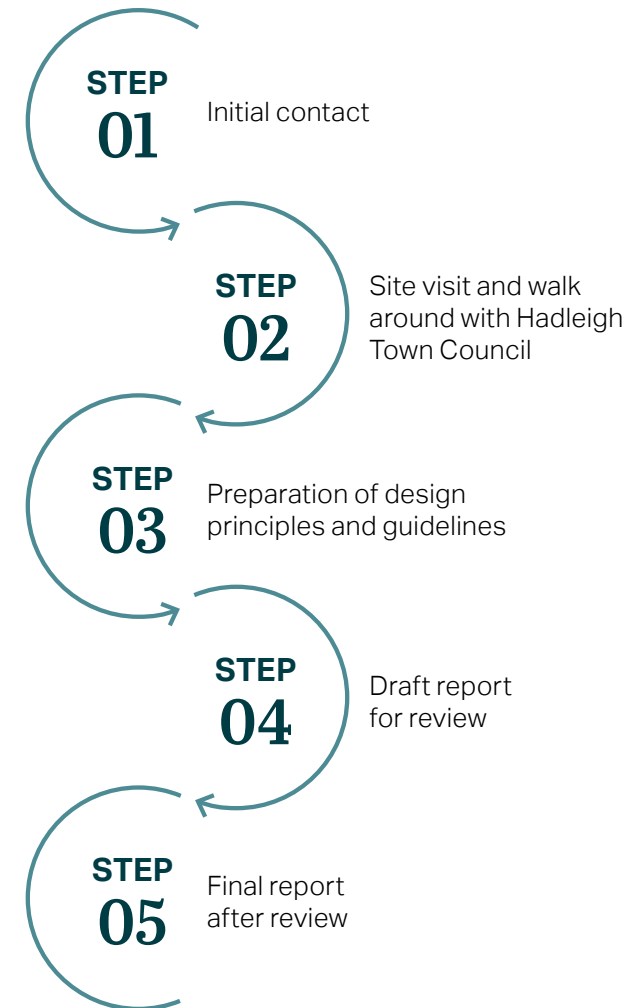 STEP
01
Initial contact
STEP
02
Site visit and walk
around with Hadleigh
Town Council
STEP
03
Preparation of design
principles and guidelines
STEP
04
Draft report
for review
STEP
05
Final report
after review